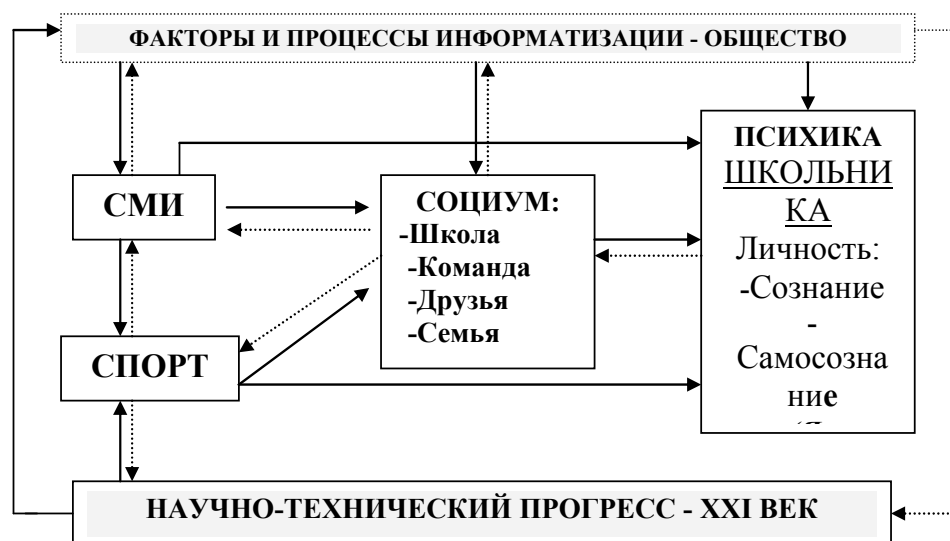 ФАКТОРЫ И ПРОЦЕССЫ ИНФОРМАТИЗАЦИИ - ОБЩЕСТВО
СМИ
СОЦИУМ:
-Школа
-Команда
-Друзья
-Семья
ПСИХИКА
ШКОЛЬНИ
КА
Личность:
-Сознание
-
Самосозна
ние
СПОРТ
НАУЧНО-ТЕХНИЧЕСКИЙ ПРОГРЕСС - XXI ВЕК